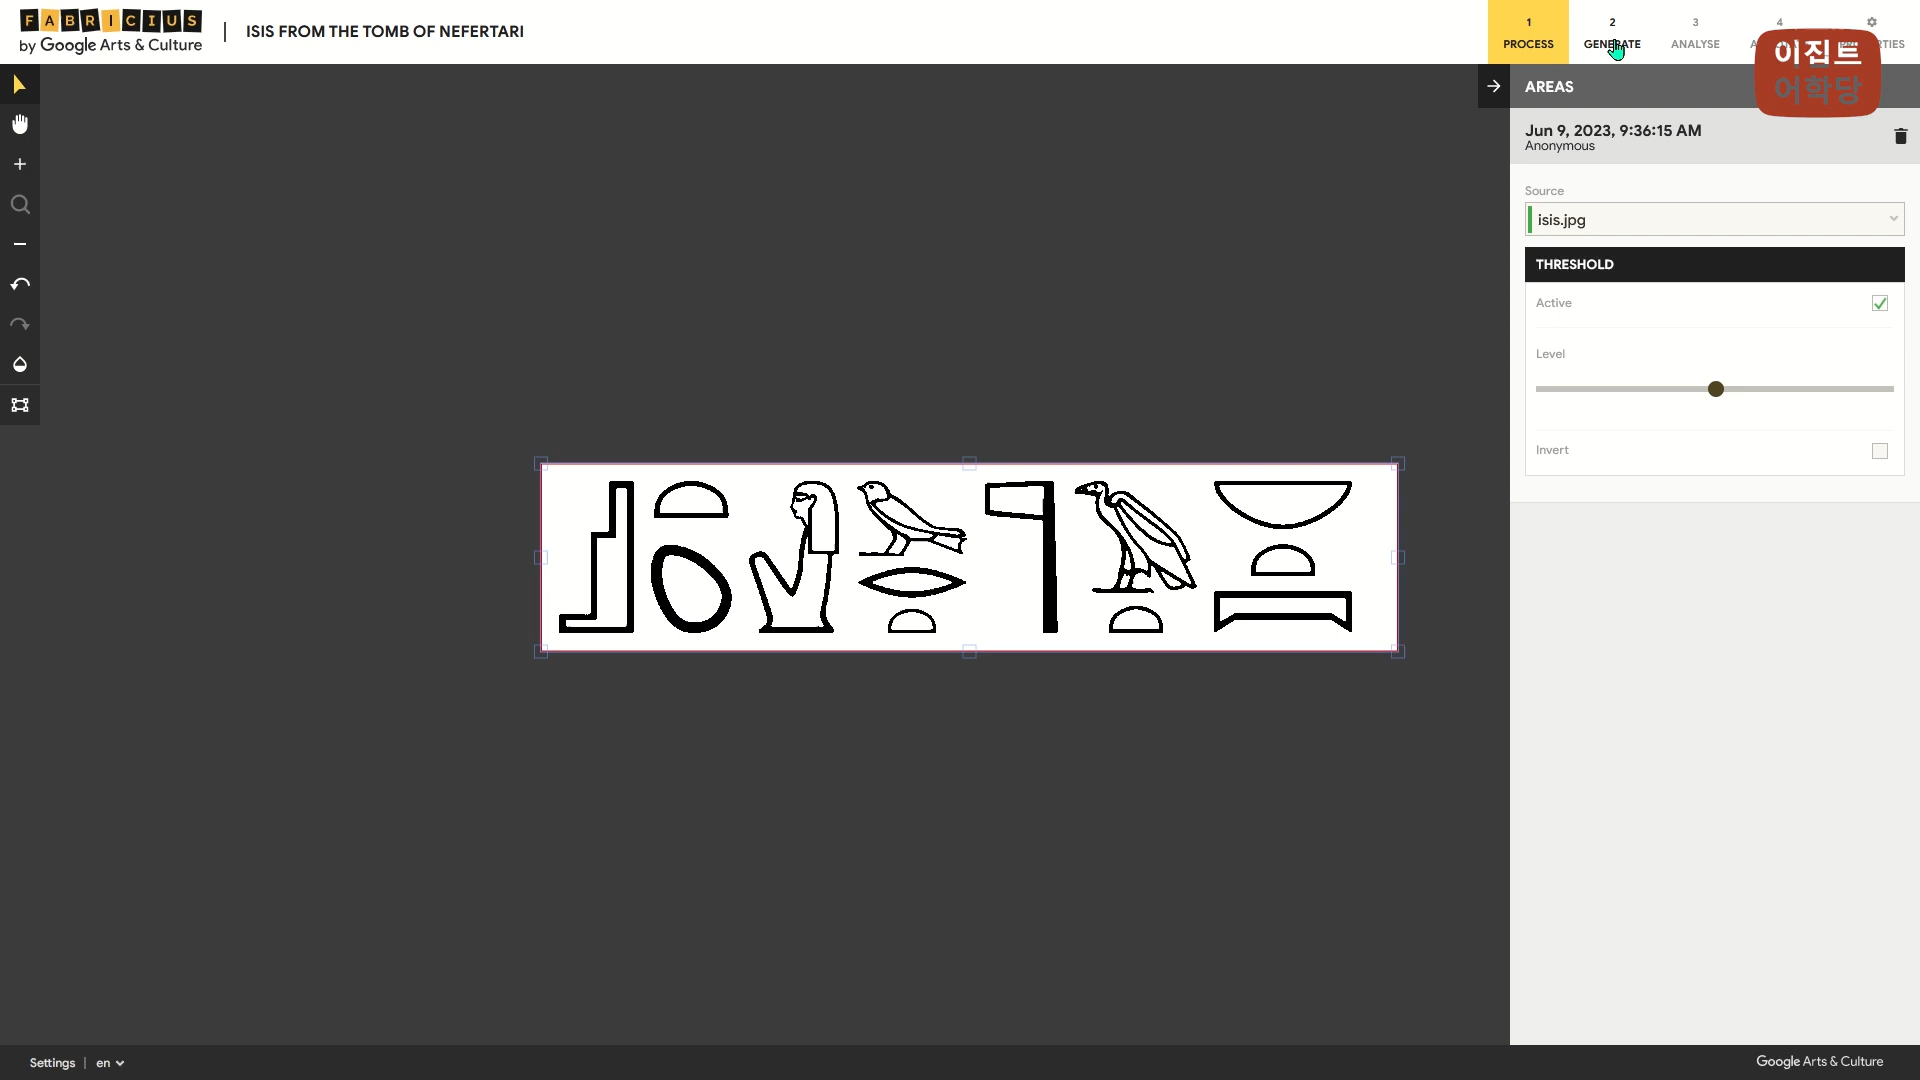 FABRICIUS
by Google Arts & Culture
ISIS FROM THE TOMB OF NEFERTARI
1
PROCESS
2
GENERATE
3
ANALYSE
4
이집트
어학당
AREAS
Jun 9, 2023, 9:36:15 AM
Anonymous
Source
isis.jpg
THRESHOLD
Active
Level
Invert
𓊨𓏏𓆇𓁐𓅨𓂋𓏏𓊹𓅐𓏏𓎟𓏏𓇯
Settings | en
Google Arts & Culture